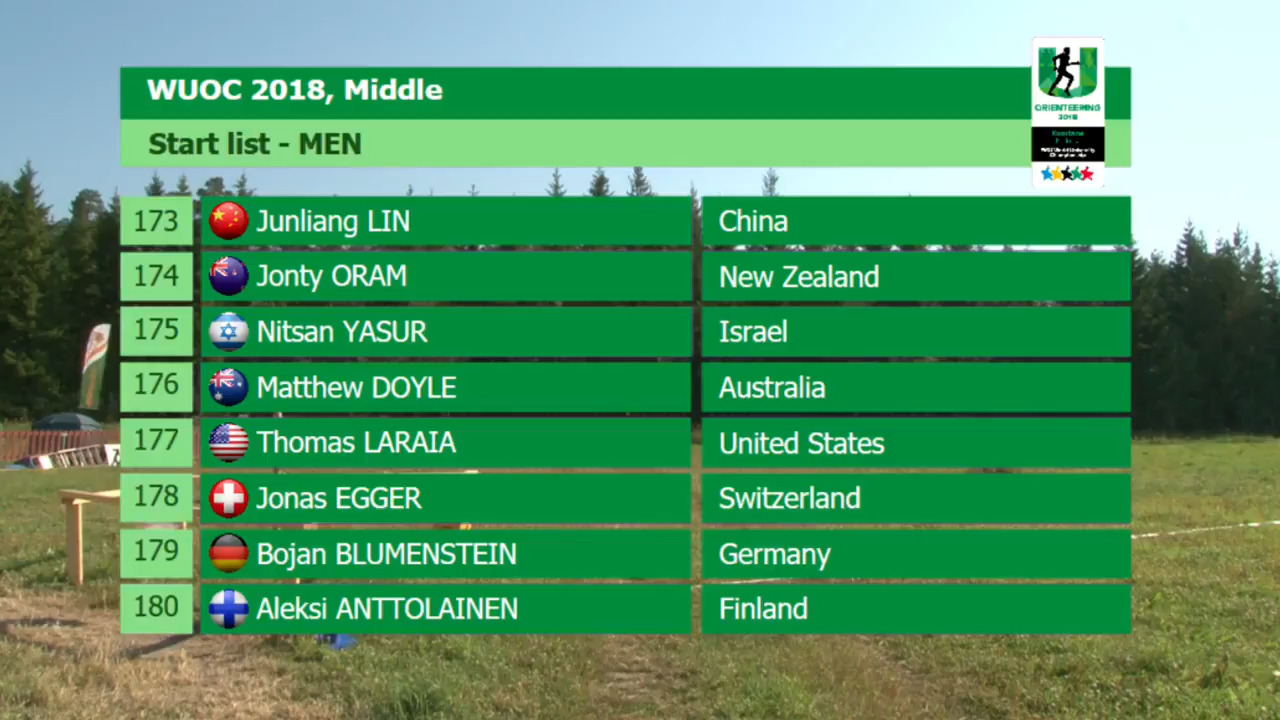 WUOC 2018, Middle
Start list - MEN
ORIENTEERING
2018
173 Junliang LIN China
174 Jonty ORAM New Zealand
175 Nitsan YASUR Israel
176 Matthew DOYLE Australia
177 Thomas LARAIA United States
178 Jonas EGGER Switzerland
179 Bojan BLUMENSTEIN Germany
180 Aleksi ANTTOLAINEN Finland